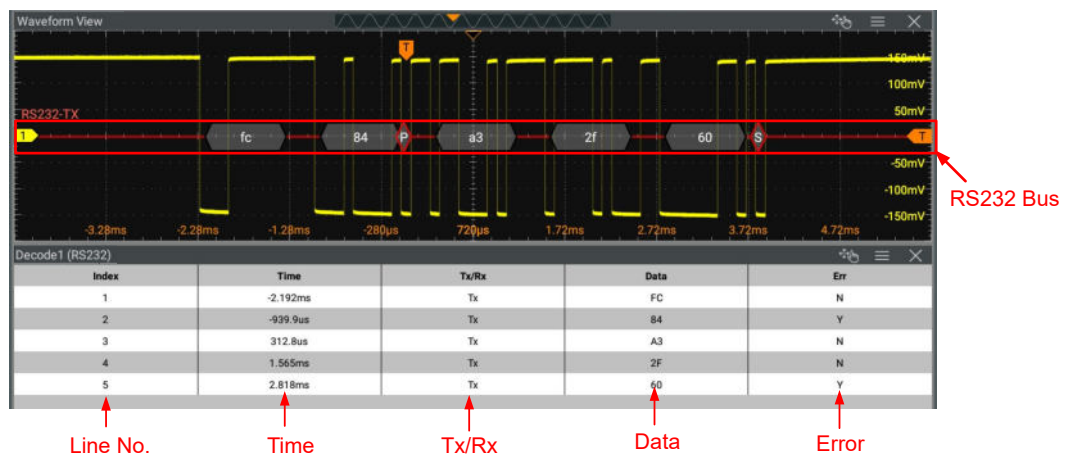 Waveform View
T
150mV
100mV
50mV
RS232-TX
1 fc 84 P a3 2f 60 S T
-50mV
-100mV
-150mV
RS232 Bus
-3.28ms -2.28ms -1.28ms -280µs 720µs 1.72ms 2.72ms 3.72ms 4.72ms
Decode1 (RS232)
Index Time Tx/Rx Data Err
1 -2.192ms Tx FC N
2 -939.9us Tx 84 Y
3 312.8us Tx A3 N
4 1.565ms Tx 2F N
5 2.818ms Tx 60 Y
Line No. Time Tx/Rx Data Error